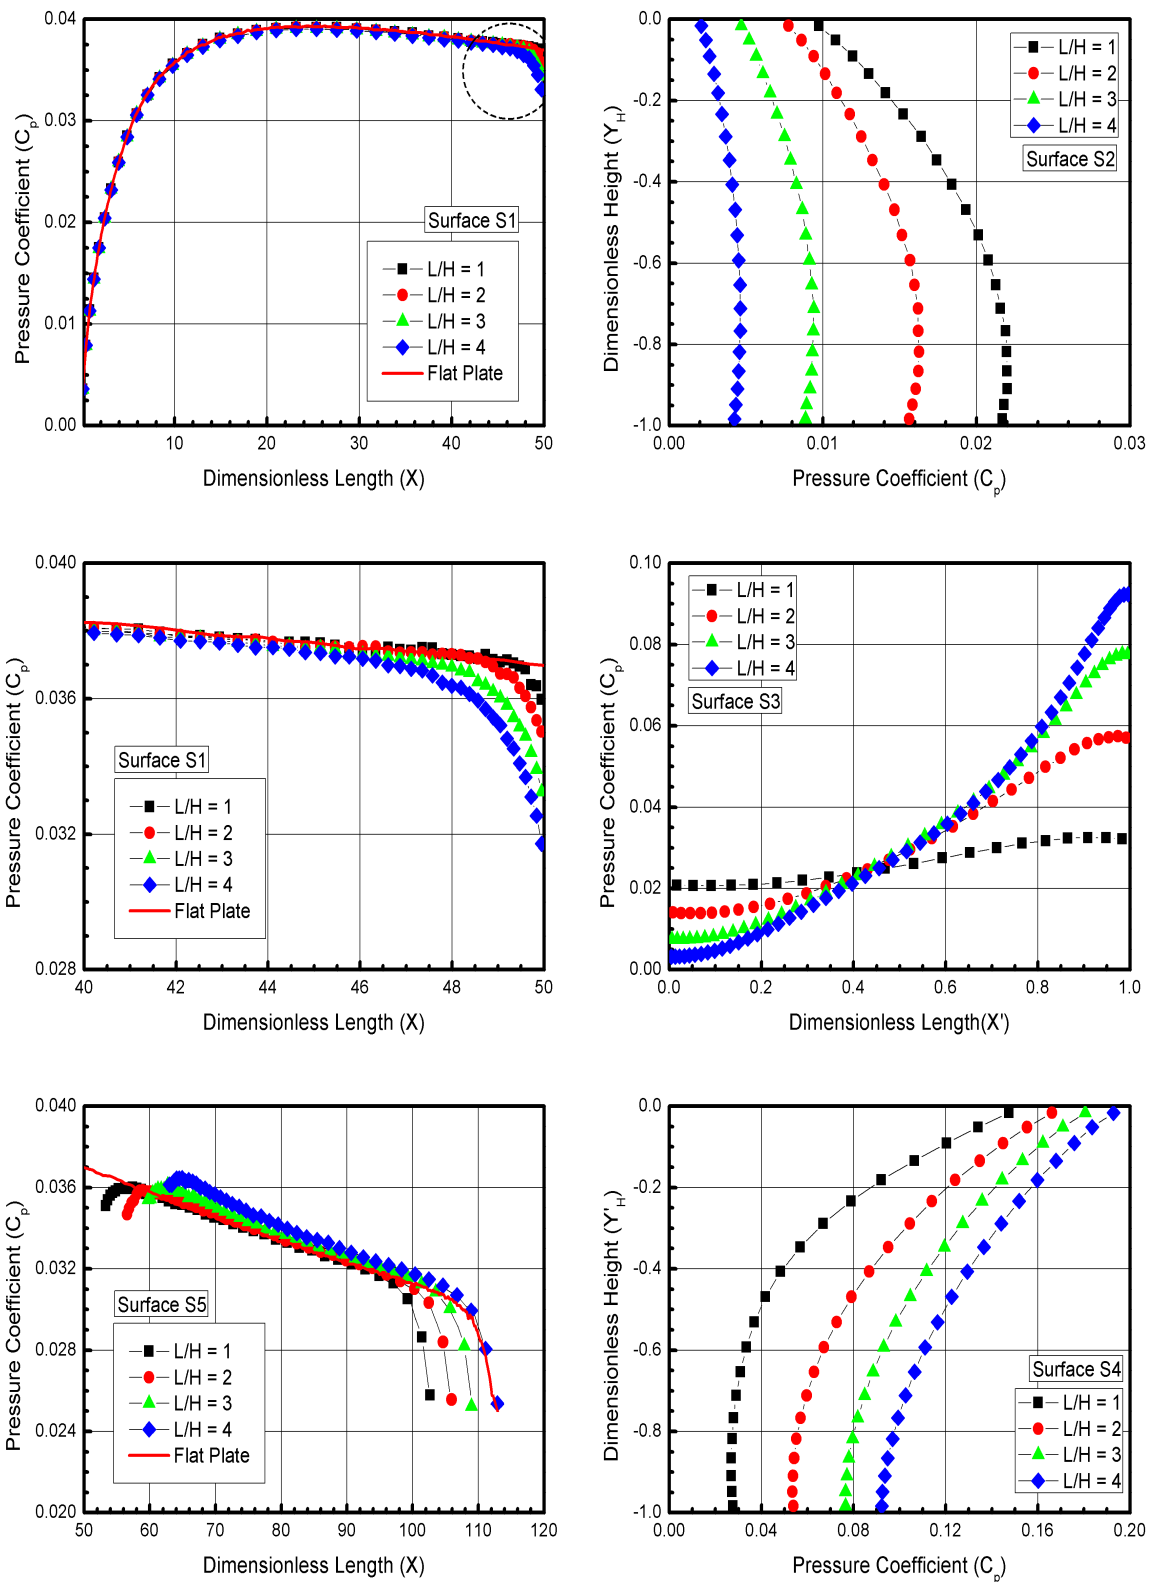 0.04
0.03
0.02
0.01
0.00
Pressure Coefficient (Cp)
Surface S1
L/H = 1
L/H = 2
L/H = 3
L/H = 4
Flat Plate
10 20 30 40 50
Dimensionless Length (X)
0.0
-0.2
-0.4
-0.6
-0.8
-1.0
Dimensionless Height (YH)
L/H = 1
L/H = 2
L/H = 3
L/H = 4
Surface S2
0.00 0.01 0.02 0.03
Pressure Coefficient (Cp)
0.040
0.036
0.032
0.028
Pressure Coefficient (Cp)
Surface S1
L/H = 1
L/H = 2
L/H = 3
L/H = 4
Flat Plate
40 42 44 46 48 50
Dimensionless Length (X)
0.10
0.08
0.06
0.04
0.02
0.00
Pressure Coefficient (Cp)
L/H = 1
L/H = 2
L/H = 3
L/H = 4
Surface S3
0.0 0.2 0.4 0.6 0.8 1.0
Dimensionless Length(X')
0.040
0.036
0.032
0.028
0.024
0.020
Pressure Coefficient (Cp)
Surface S5
L/H = 1
L/H = 2
L/H = 3
L/H = 4
Flat Plate
50 60 70 80 90 100 110 120
Dimensionless Length (X)
0.0
-0.2
-0.4
-0.6
-0.8
-1.0
Dimensionless Height (Y'H)
Surface S4
L/H = 1
L/H = 2
L/H = 3
L/H = 4
0.00 0.04 0.08 0.12 0.16 0.20
Pressure Coefficient (Cp)